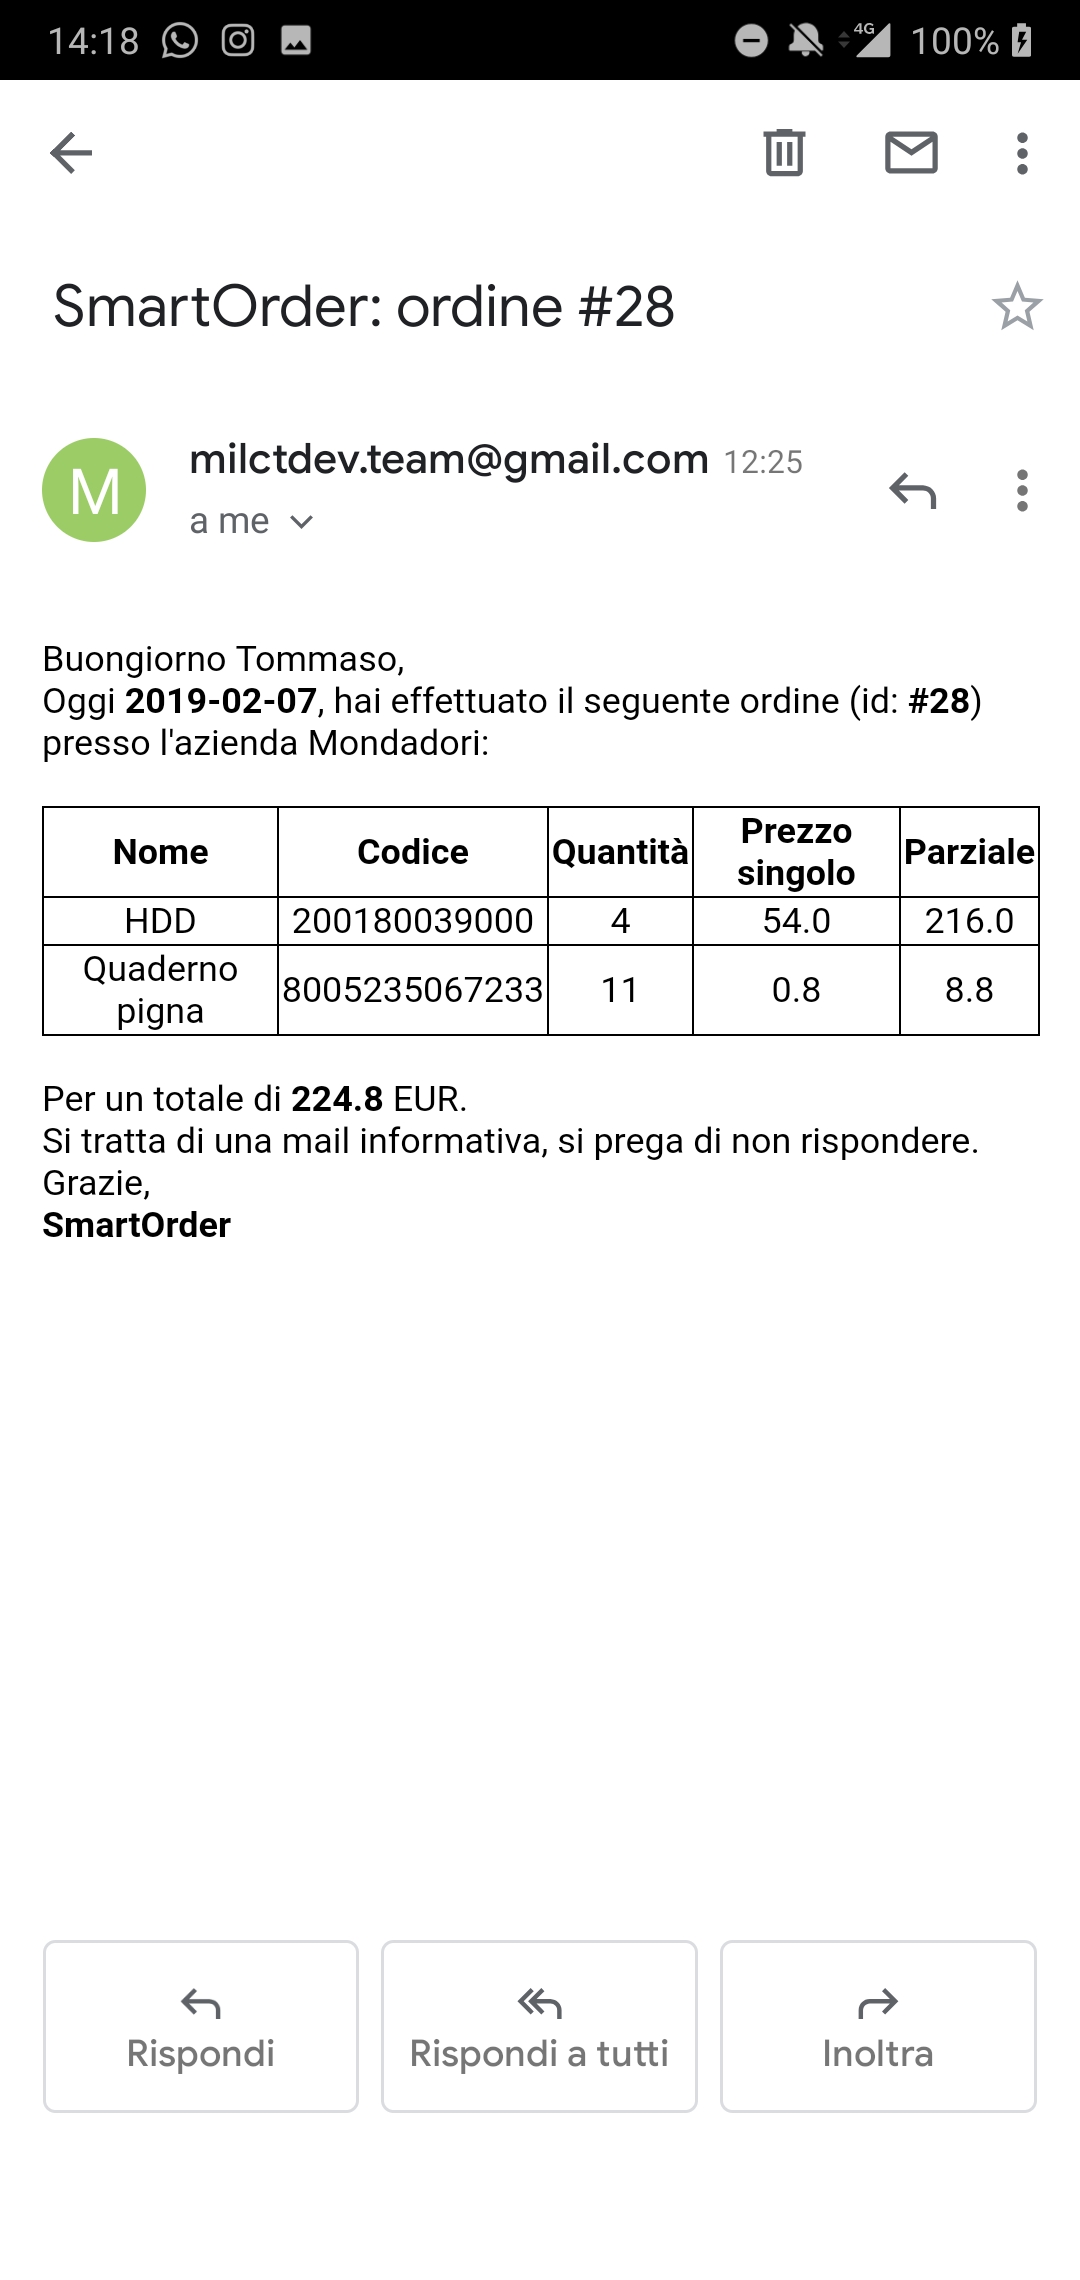 14:18 4G 100%
SmartOrder: ordine #28
M
milctdev.team@gmail.com 12:25
a me
Buongiorno Tommaso,
Oggi 2019-02-07, hai effettuato il seguente ordine (id: #28)
presso l'azienda Mondadori:
Nome Codice Quantità Prezzo singolo Parziale
HDD 200180039000 4 54.0 216.0
Quaderno pigna 8005235067233 11 0.8 8.8
Per un totale di 224.8 EUR.
Si tratta di una mail informativa, si prega di non rispondere.
Grazie,
SmartOrder
Rispondi Rispondi a tutti Inoltra